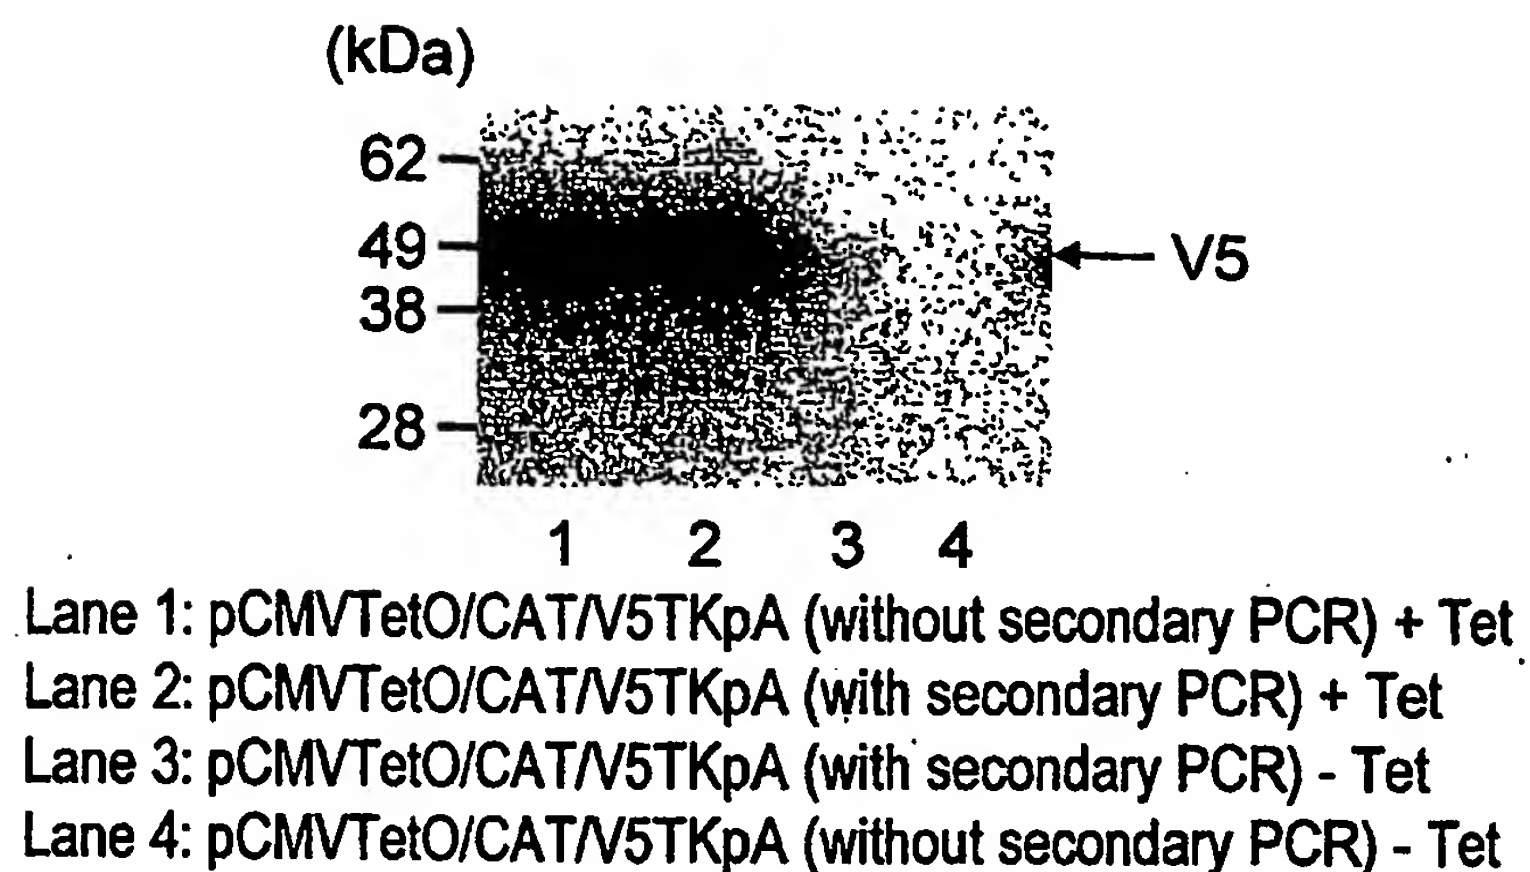 (kDa)
62
49
38
28
V5
1 2 3 4
Lane 1: pCMVTetO/CAT/V5TKpA (without secondary PCR) + Tet
Lane 2: pCMVTetO/CAT/V5TKpA (with secondary PCR) + Tet
Lane 3: pCMVTetO/CAT/V5TKpA (with secondary PCR) - Tet
Lane 4: pCMVTetO/CAT/V5TKpA (without secondary PCR) - Tet